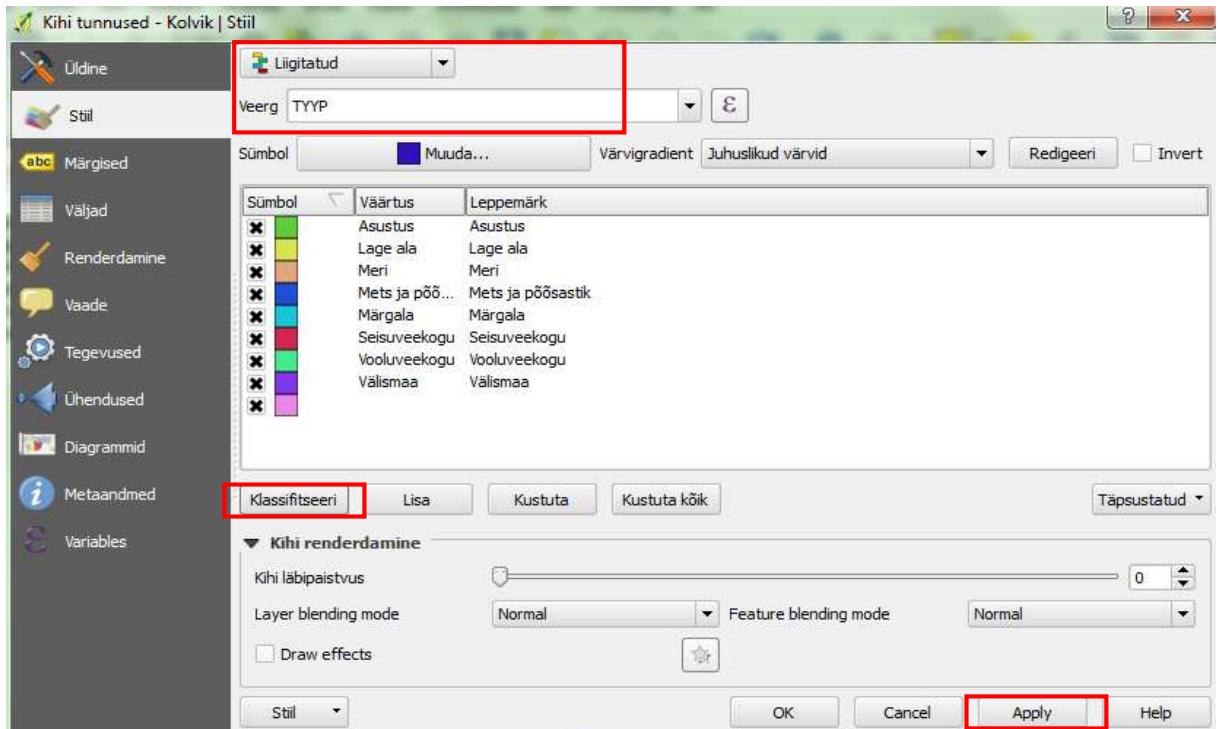 Kihi tunnused - Kolvik | Stiil
?
Üldine
Stiil
abc Märgised
Väljad
Renderdamine
Vaade
Tegevused
Ühendused
Diagrammid
i Metaandmed
ε Variables
Liigitatud
Veerg TYYP ε
Sümbol Muuda... Värvigradient Juhuslikud värvid Redigeeri Invert
Sümbol Väärtus Leppemärk
Asustus Asustus
Lage ala Lage ala
Meri Meri
Mets ja põõ... Mets ja põõsastik
Märgala Märgala
Seisuveekogu Seisuveekogu
Vooluveekogu Vooluveekogu
Välismaa Välismaa
Klassifitseeri Lisa Kustuta Kustuta kõik Täpsustatud
Kihi renderdamine
Kihi läbipaistvus 0
Layer blending mode Normal Feature blending mode Normal
Draw effects
Stiil OK Cancel Apply Help